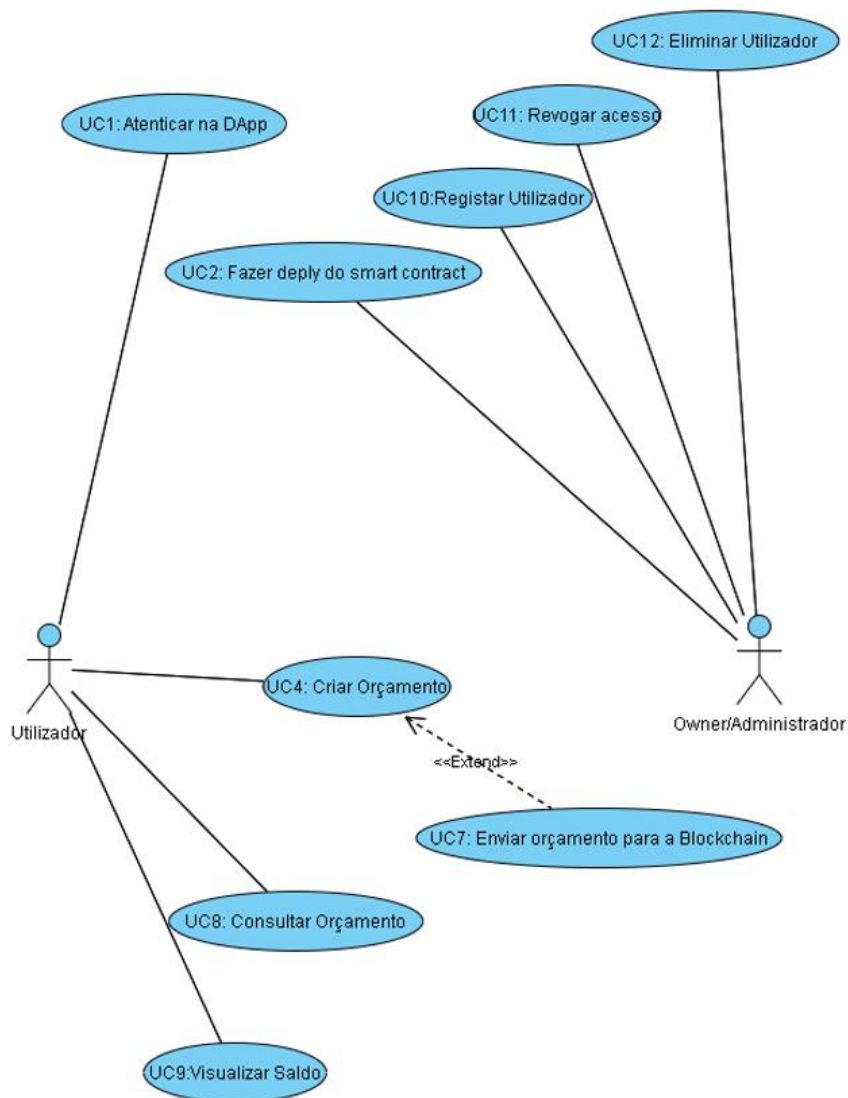 UC12: Eliminar Utilizador
UC11: Revogar acesso
UC1: Atenticar na DApp
UC10:Registar Utilizador
UC2: Fazer deply do smart contract
UC4: Criar Orçamento
Utilizador
Owner/Administrador
<<Extend>>
UC7: Enviar orçamento para a Blockchain
UC8: Consultar Orçamento
UC9:Visualizar Saldo